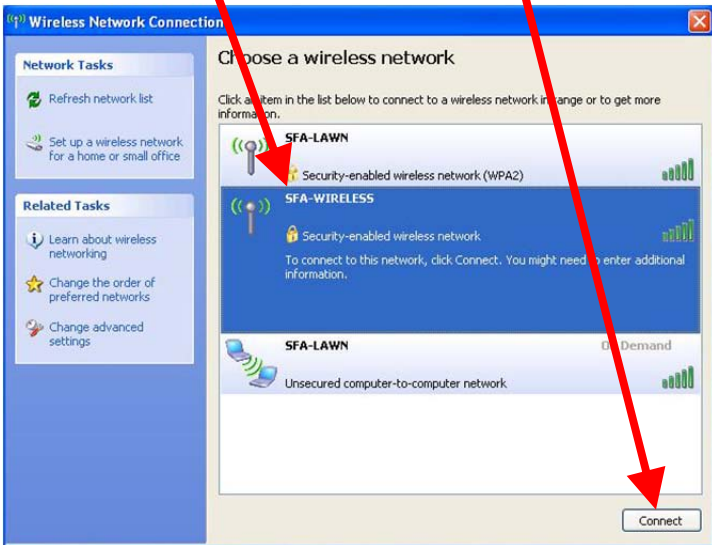 Wireless Network Connection
Network Tasks
Refresh network list
Set up a wireless network
for a home or small office
Related Tasks
Learn about wireless
networking
Change the order of
preferred networks
Change advanced
settings
Choose a wireless network
Click an item in the list below to connect to a wireless network in range or to get more
information.
SFA-LAWN
Security-enabled wireless network (WPA2)
SFA-WIRELESS
Security-enabled wireless network
To connect to this network, click Connect. You might need to enter additional
information.
SFA-LAWN
On Demand
Unsecured computer-to-computer network
Connect